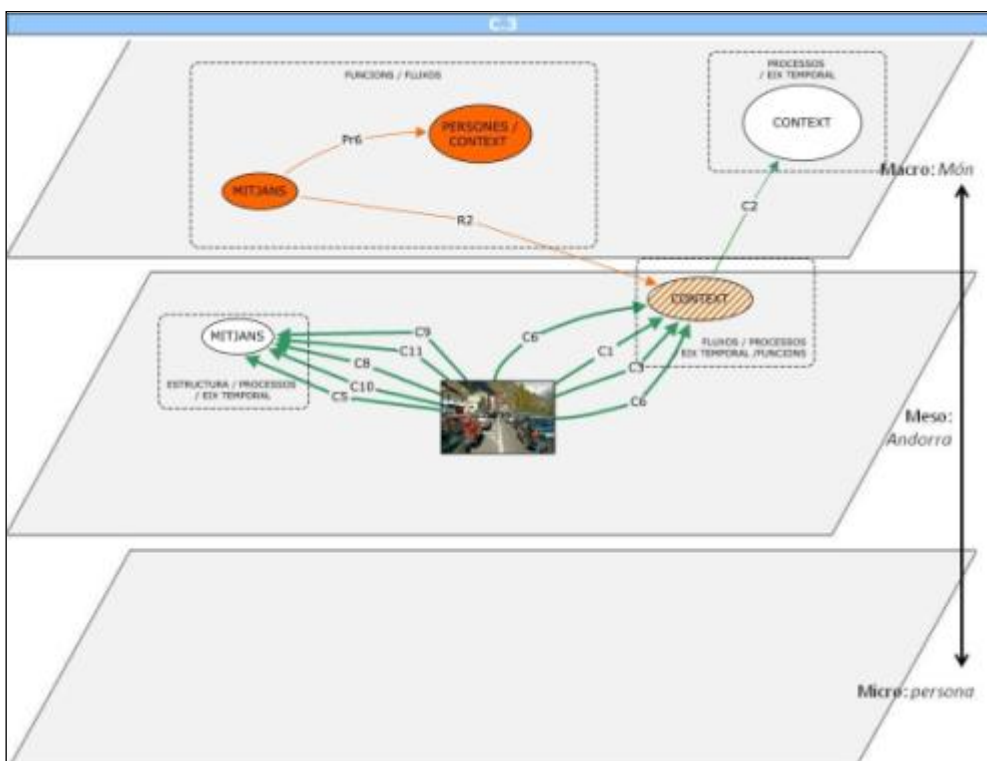 C.3
FUNCIONS / FLUXOS
PROCESSOS
/ EIX TEMPORAL
PERSONES /
CONTEXT
CONTEXT
Pr6
MITJANS
Macro: Món
R2
C2
CONTEXT
MITJANS
C9
C6
C11
C1
FLUXOS / PROCESSOS
EIX TEMPORAL /FUNCIONS
C8
C3
ESTRUCTURA / PROCESSOS
/ EIX TEMPORAL
C10
C5
C6
Meso:
Andorra
Micro: persona